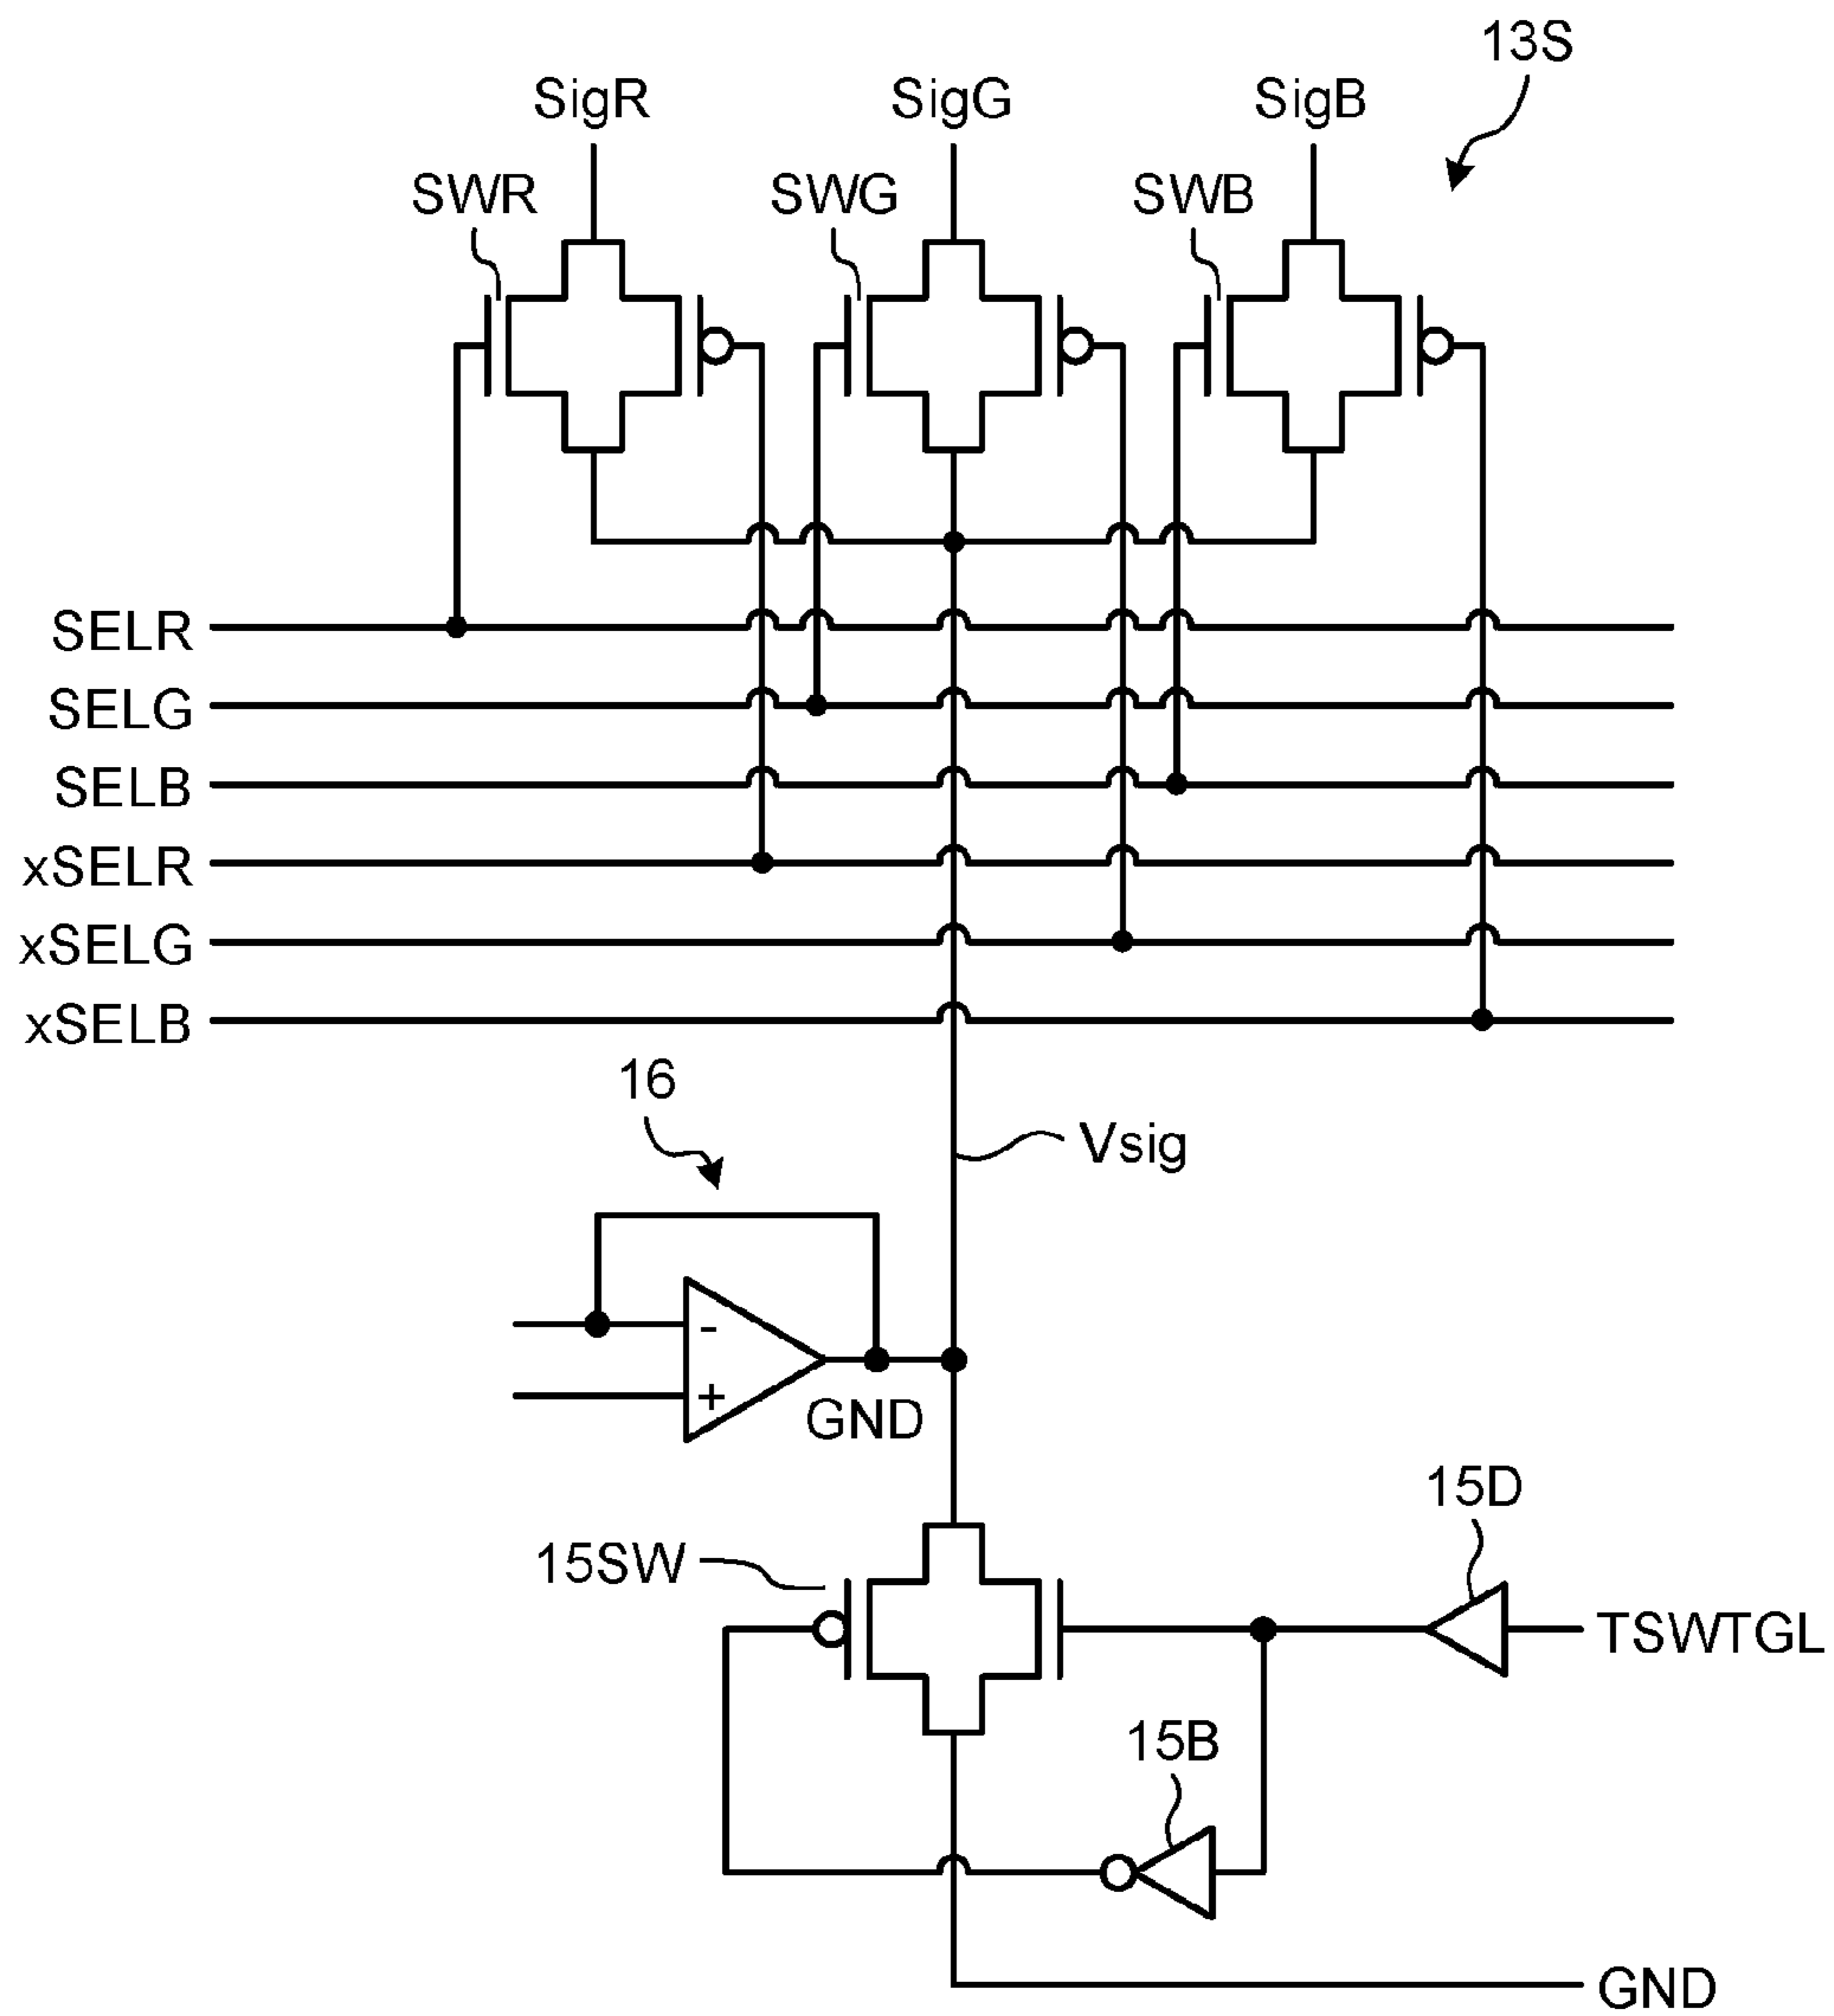 13S
SigR SigG SigB
SWR SWG SWB
SELR
SELG
SELB
xSELR
xSELG
xSELB
16
Vsig
-
+
GND
15D
15SW
TSWTGL
15B
GND